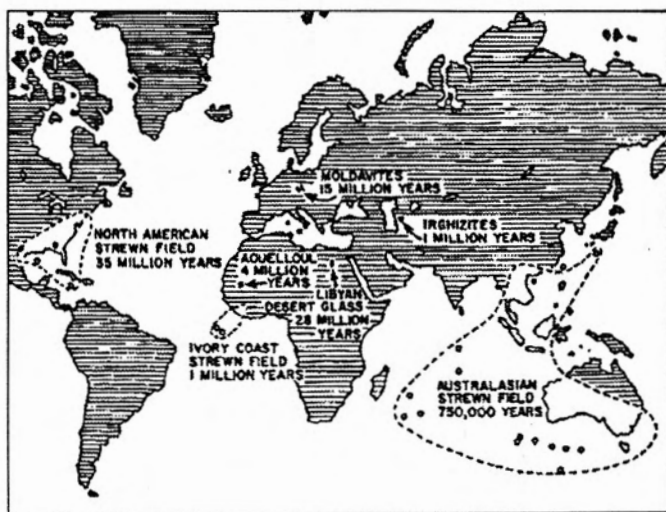 MOLDAVITES
15 MILLION YEARS
NORTH AMERICAN
STREWN FIELD
35 MILLION YEARS
IRGHIZITES
1 MILLION YEARS
AOUELLOUL
4 MILLION
YEARS
LIBYAN
DESERT GLASS
28 MILLION
YEARS
IVORY COAST
STREWN FIELD
1 MILLION YEARS
AUSTRALASIAN
STREWN FIELD
750,000 YEARS